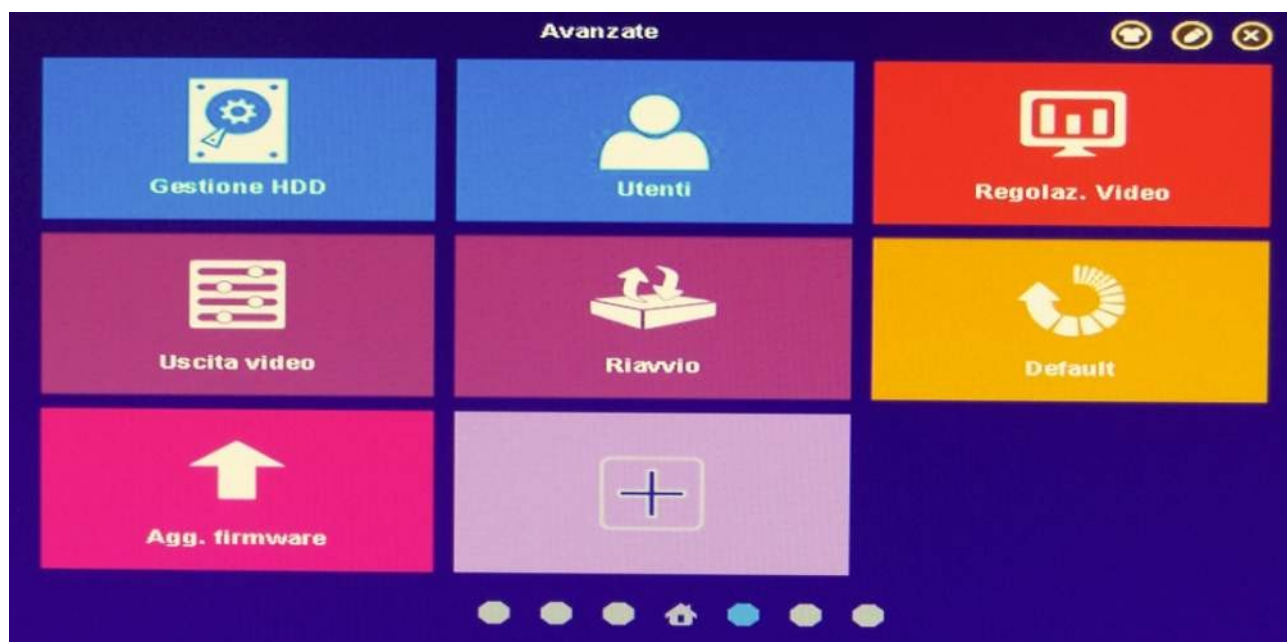 Avanzate
Gestione HDD
Utenti
Regolaz. Video
Uscita video
Riavvio
Default
Agg. firmware